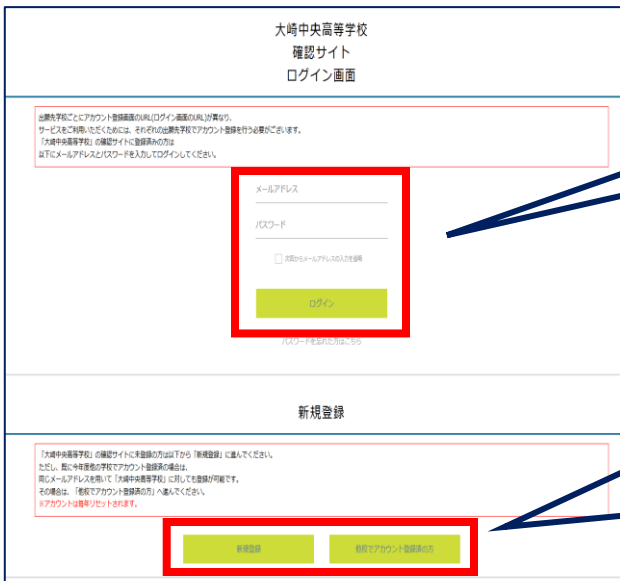 大崎中央高等学校
確認サイト
ログイン画面
出願先学校ごとにアカウント登録画面のURL(ログイン画面のURL)が異なり、
サービスをご利用いただくためには、それぞれの出願先学校でアカウント登録を行う必要がございます。
「大崎中央高等学校」の確認サイトに登録済みの方は
以下にメールアドレスとパスワードを入力してログインしてください。
メールアドレス
パスワード
次回からメールアドレスの入力を省略
ログイン
パスワードを忘れた方はこちら
新規登録
「大崎中央高等学校」の確認サイトに未登録の方は以下から「新規登録」に進んでください。
ただし、既に今年度他の学校でアカウント登録済の場合は、
同じメールアドレスを用いて「大崎中央高等学校」に対しても登録が可能です。
その場合は、「他校でアカウント登録済の方」へ進んでください。
※アカウントは毎年リセットされます。
新規登録
他校でアカウント登録済の方